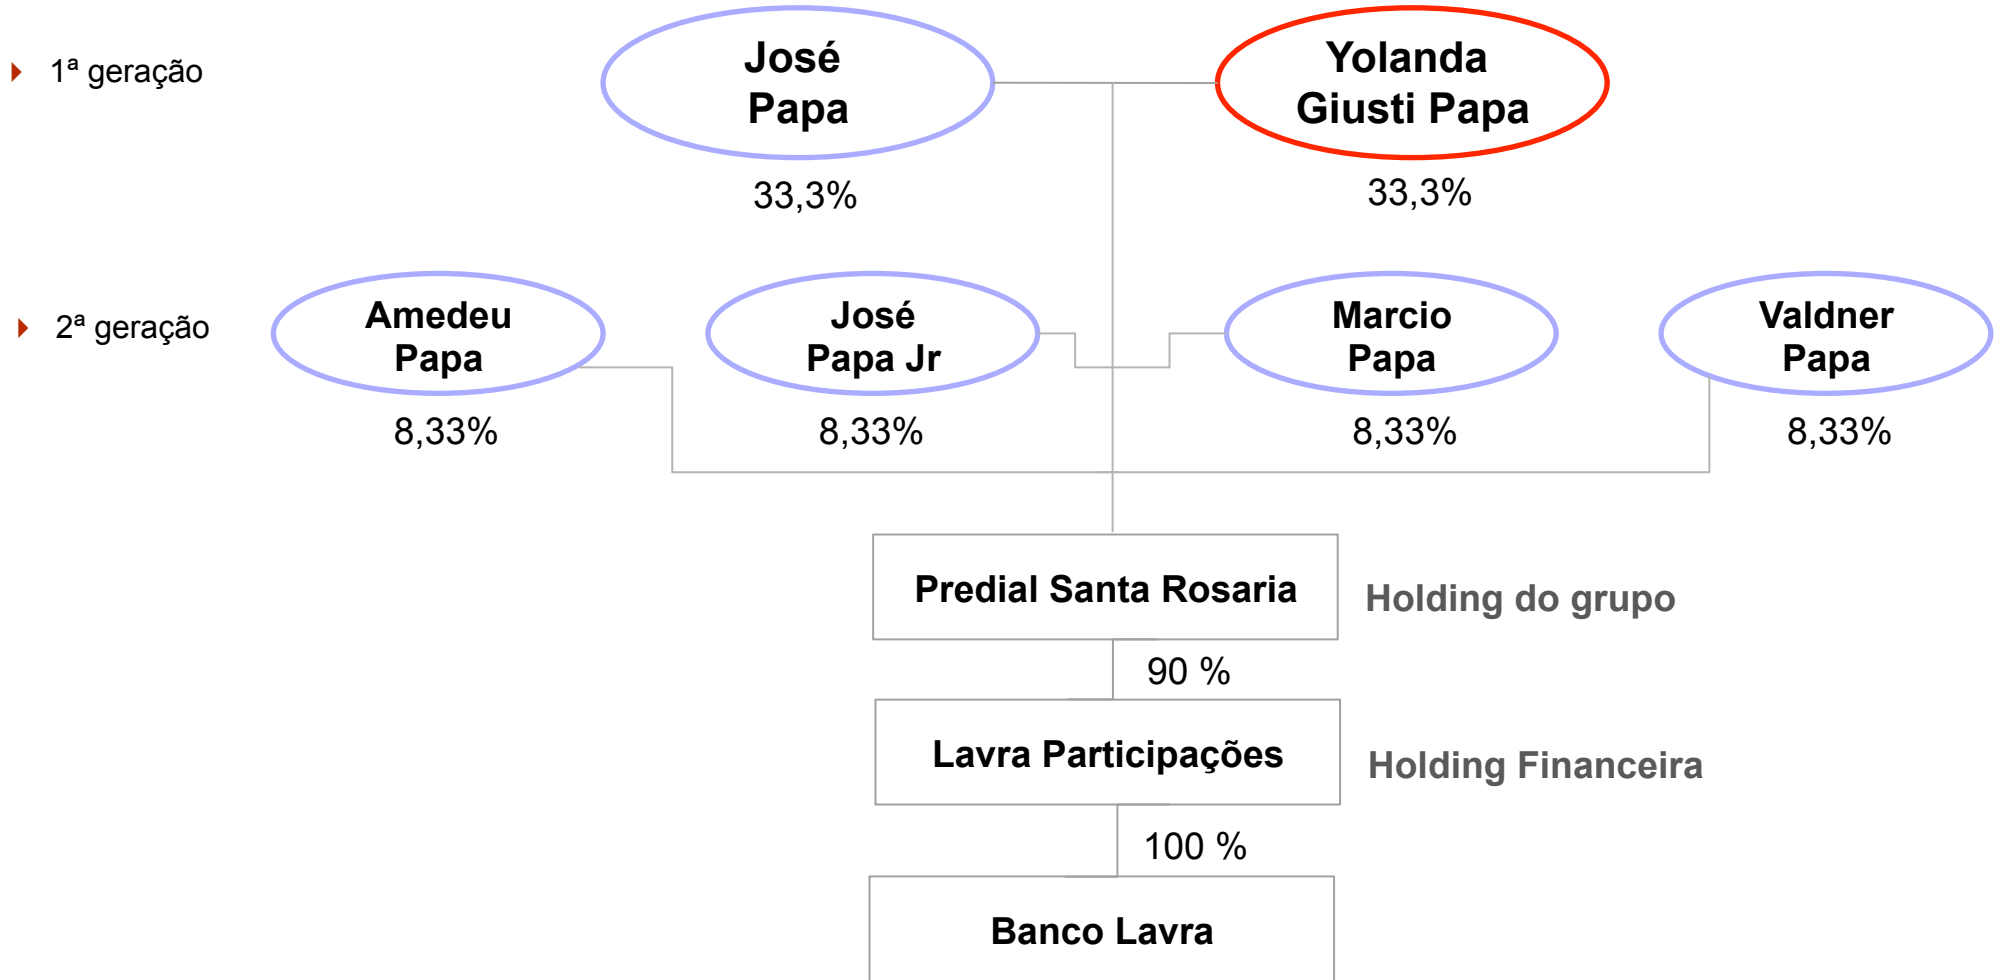 1ª geração
José
Papa
Yolanda
Giusti Papa
33,3%
33,3%
2ª geração
Amedeu
Papa
José
Papa Jr
Marcio
Papa
Valdner
Papa
8,33%
8,33%
8,33%
8,33%
Predial Santa Rosaria
Holding do grupo
90 %
Lavra Participações
Holding Financeira
100 %
Banco Lavra